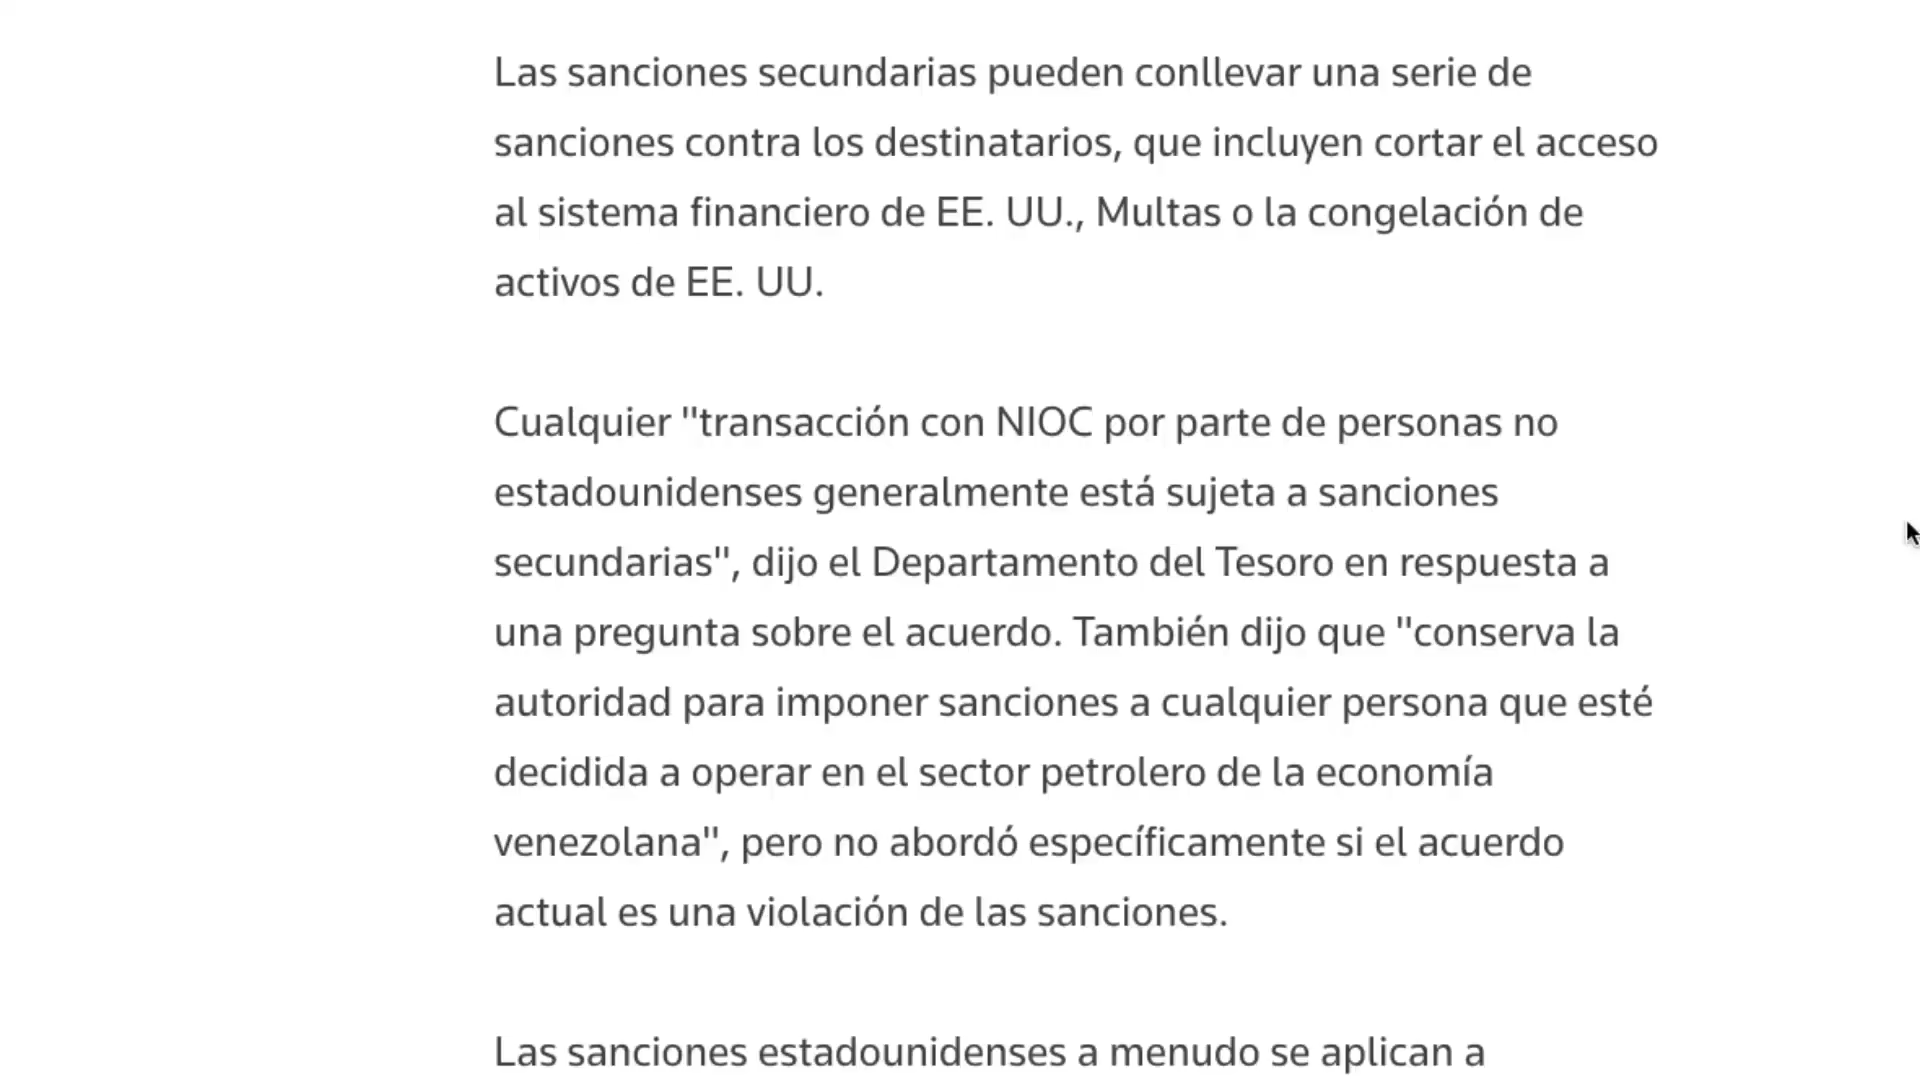 Las sanciones secundarias pueden conllevar una serie de
sanciones contra los destinatarios, que incluyen cortar el acceso
al sistema financiero de EE. UU., Multas o la congelación de
activos de EE. UU.
Cualquier "transacción con NIOC por parte de personas no
estadounidenses generalmente está sujeta a sanciones
secundarias", dijo el Departamento del Tesoro en respuesta a
una pregunta sobre el acuerdo. También dijo que "conserva la
autoridad para imponer sanciones a cualquier persona que esté
decidida a operar en el sector petrolero de la economía
venezolana", pero no abordó específicamente si el acuerdo
actual es una violación de las sanciones.
Las sanciones estadounidenses a menudo se aplican a